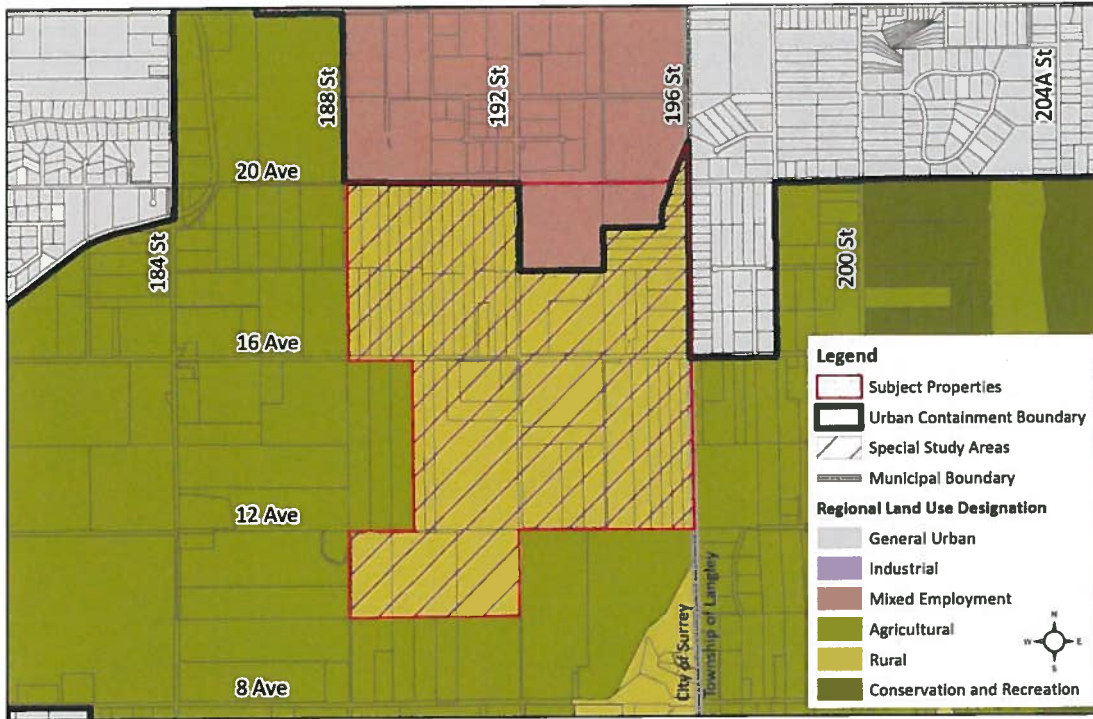 188 St
192 St
196 St
204A St
20 Ave
184 St
200 St
16 Ave
12 Ave
8 Ave
City of Surrey
Township of Langley
Legend
Subject Properties
Urban Containment Boundary
Special Study Areas
Municipal Boundary
Regional Land Use Designation
General Urban
Industrial
Mixed Employment
Agricultural
Rural
Conservation and Recreation
N
W
E
S